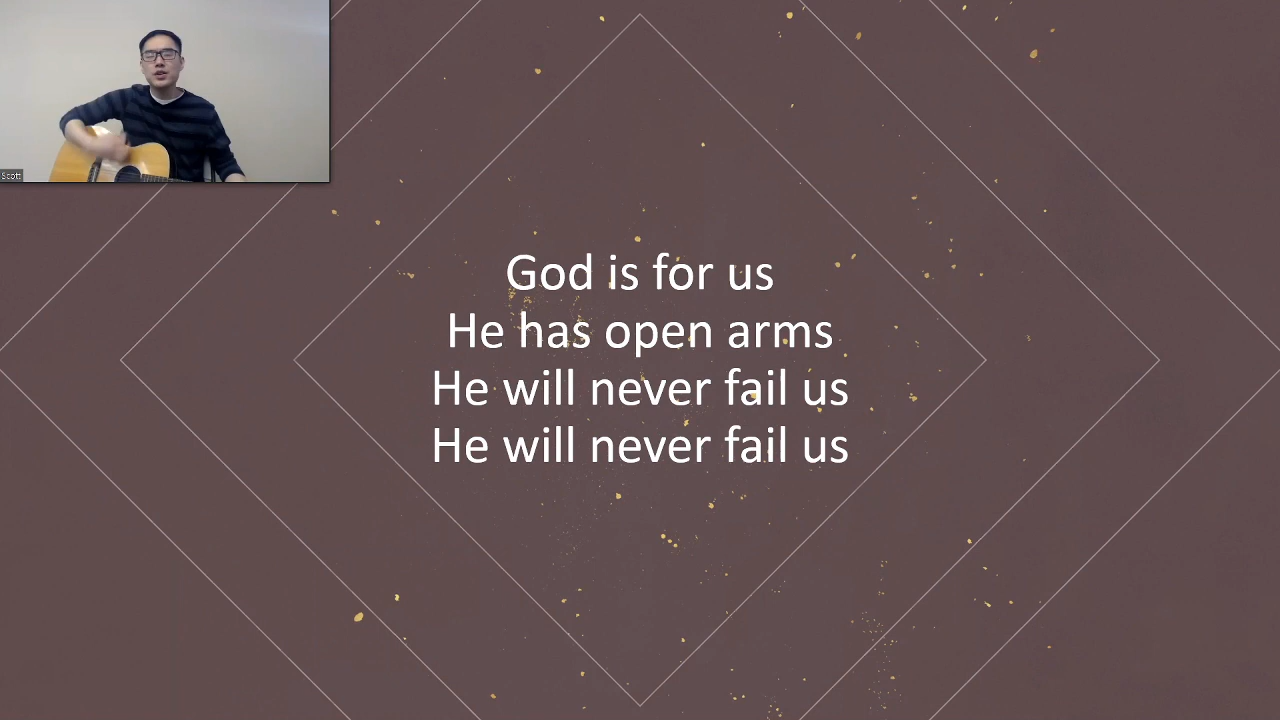 Scott
God is for us
He has open arms
He will never fail us
He will never fail us